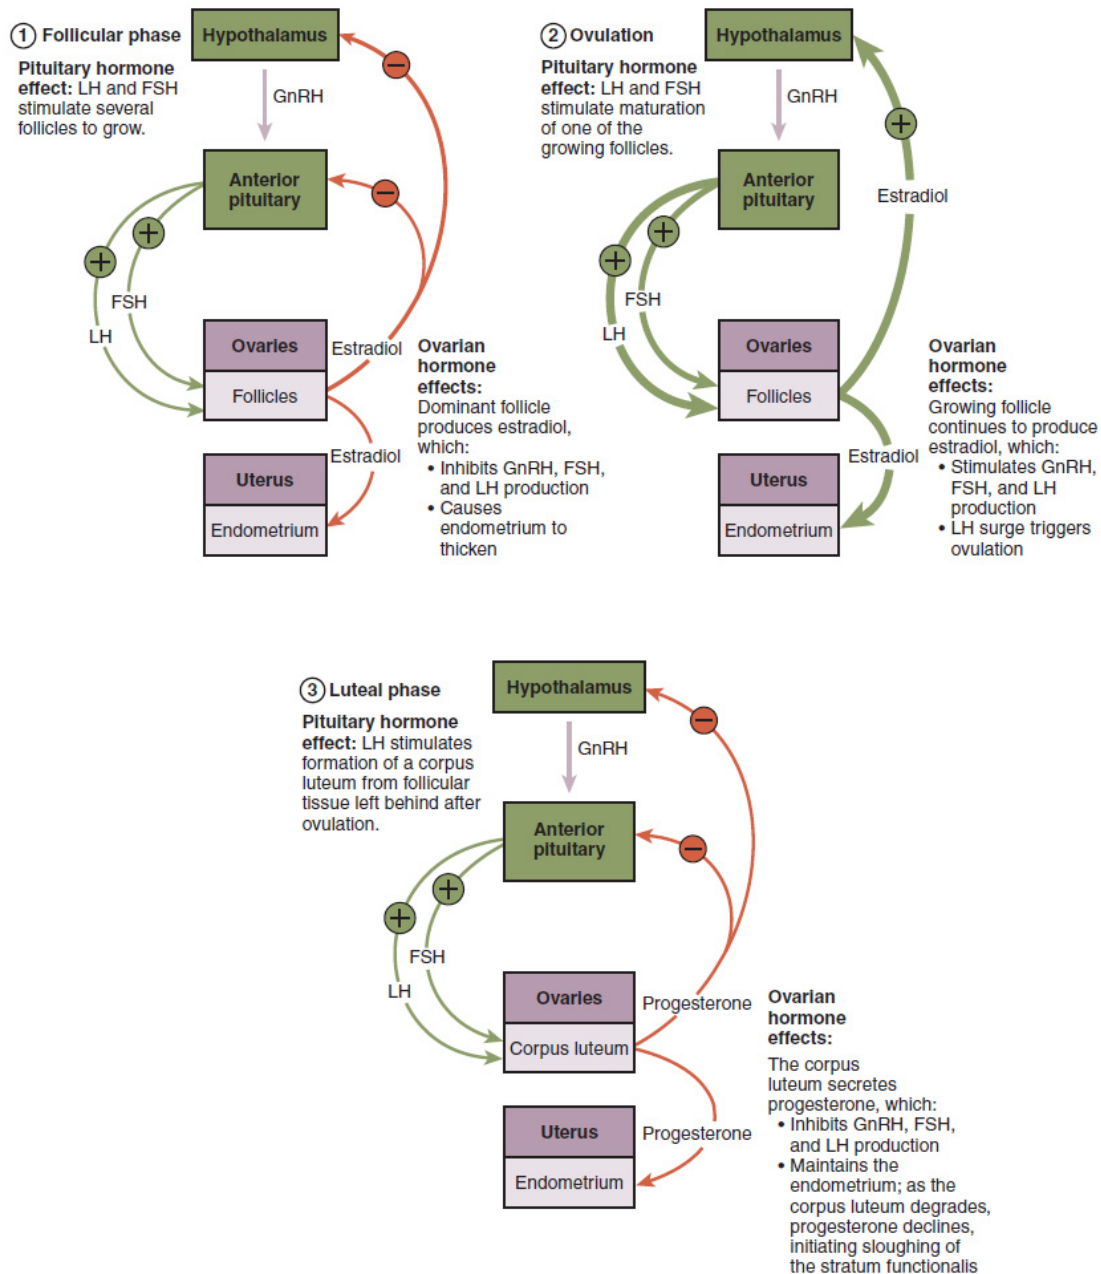 1 Follicular phase
Pituitary hormone
effect: LH and FSH
stimulate several
follicles to grow.
Hypothalamus
−
GnRH
Anterior
pituitary
−
+
+
FSH
LH
Ovaries
Follicles
Estradiol
Estradiol
Uterus
Endometrium
Ovarian
hormone
effects:
Dominant follicle
produces estradiol,
which:
• Inhibits GnRH, FSH,
and LH production
• Causes
endometrium to
thicken
2 Ovulation
Pituitary hormone
effect: LH and FSH
stimulate maturation
of one of the
growing follicles.
Hypothalamus
GnRH
+
Anterior
pituitary
Estradiol
+
+
FSH
LH
Ovaries
Follicles
Estradiol
Uterus
Endometrium
Ovarian
hormone
effects:
Growing follicle
continues to produce
estradiol, which:
• Stimulates GnRH,
FSH, and LH
production
• LH surge triggers
ovulation
3 Luteal phase
Pituitary hormone
effect: LH stimulates
formation of a corpus
luteum from follicular
tissue left behind after
ovulation.
Hypothalamus
−
GnRH
Anterior
pituitary
−
+
+
FSH
LH
Ovaries
Corpus luteum
Progesterone
Progesterone
Uterus
Endometrium
Ovarian
hormone
effects:
The corpus
luteum secretes
progesterone, which:
• Inhibits GnRH, FSH,
and LH production
• Maintains the
endometrium; as the
corpus luteum degrades,
progesterone declines,
initiating sloughing of
the stratum functionalis